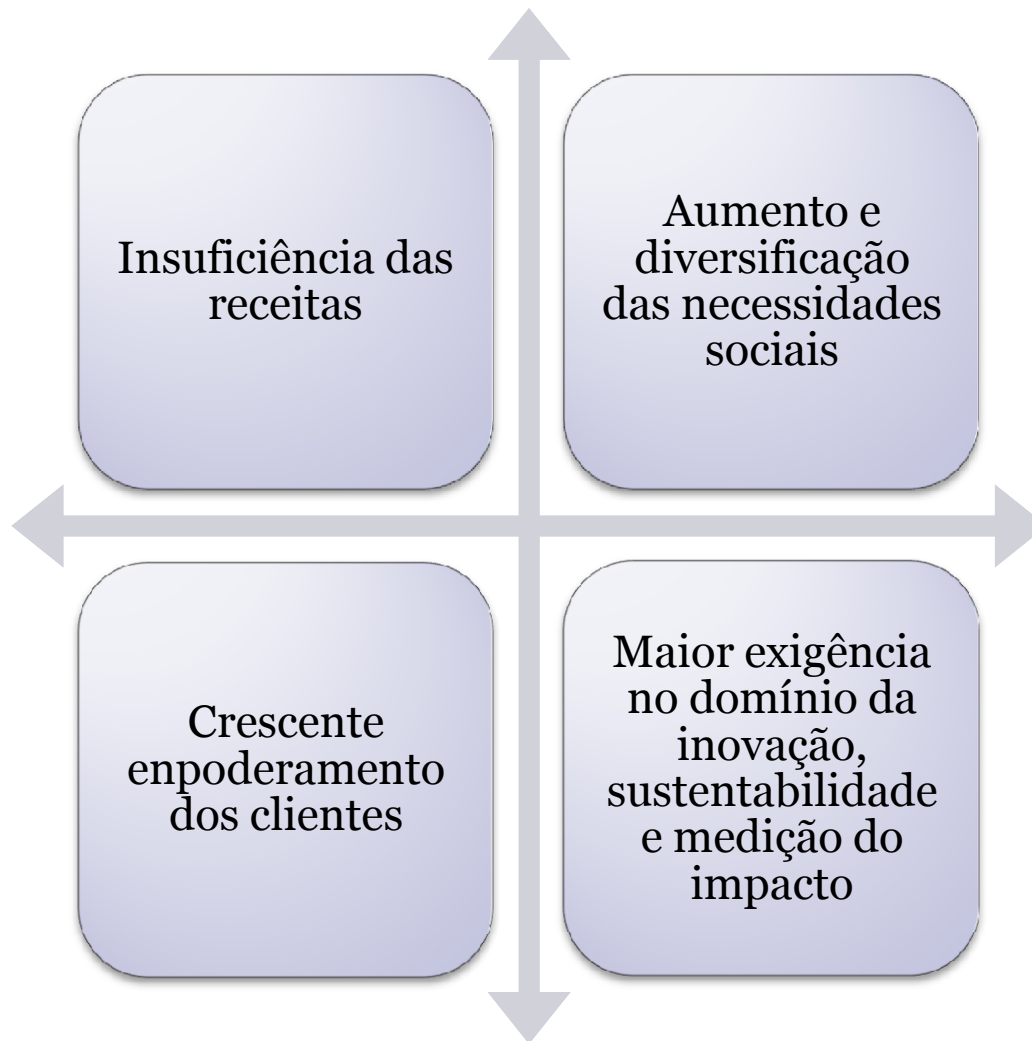 Insuficiência das
receitas
Aumento e
diversificação
das necessidades
sociais
Crescente
enpoderamento
dos clientes
Maior exigência
no domínio da
inovação,
sustentabilidade
e medição do
impacto